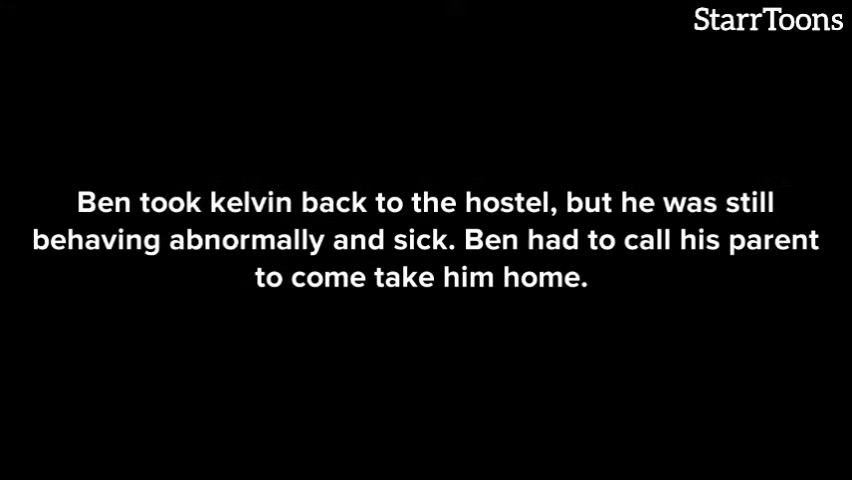 StarrToons
Ben took kelvin back to the hostel, but he was still
behaving abnormally and sick. Ben had to call his parent
to come take him home.